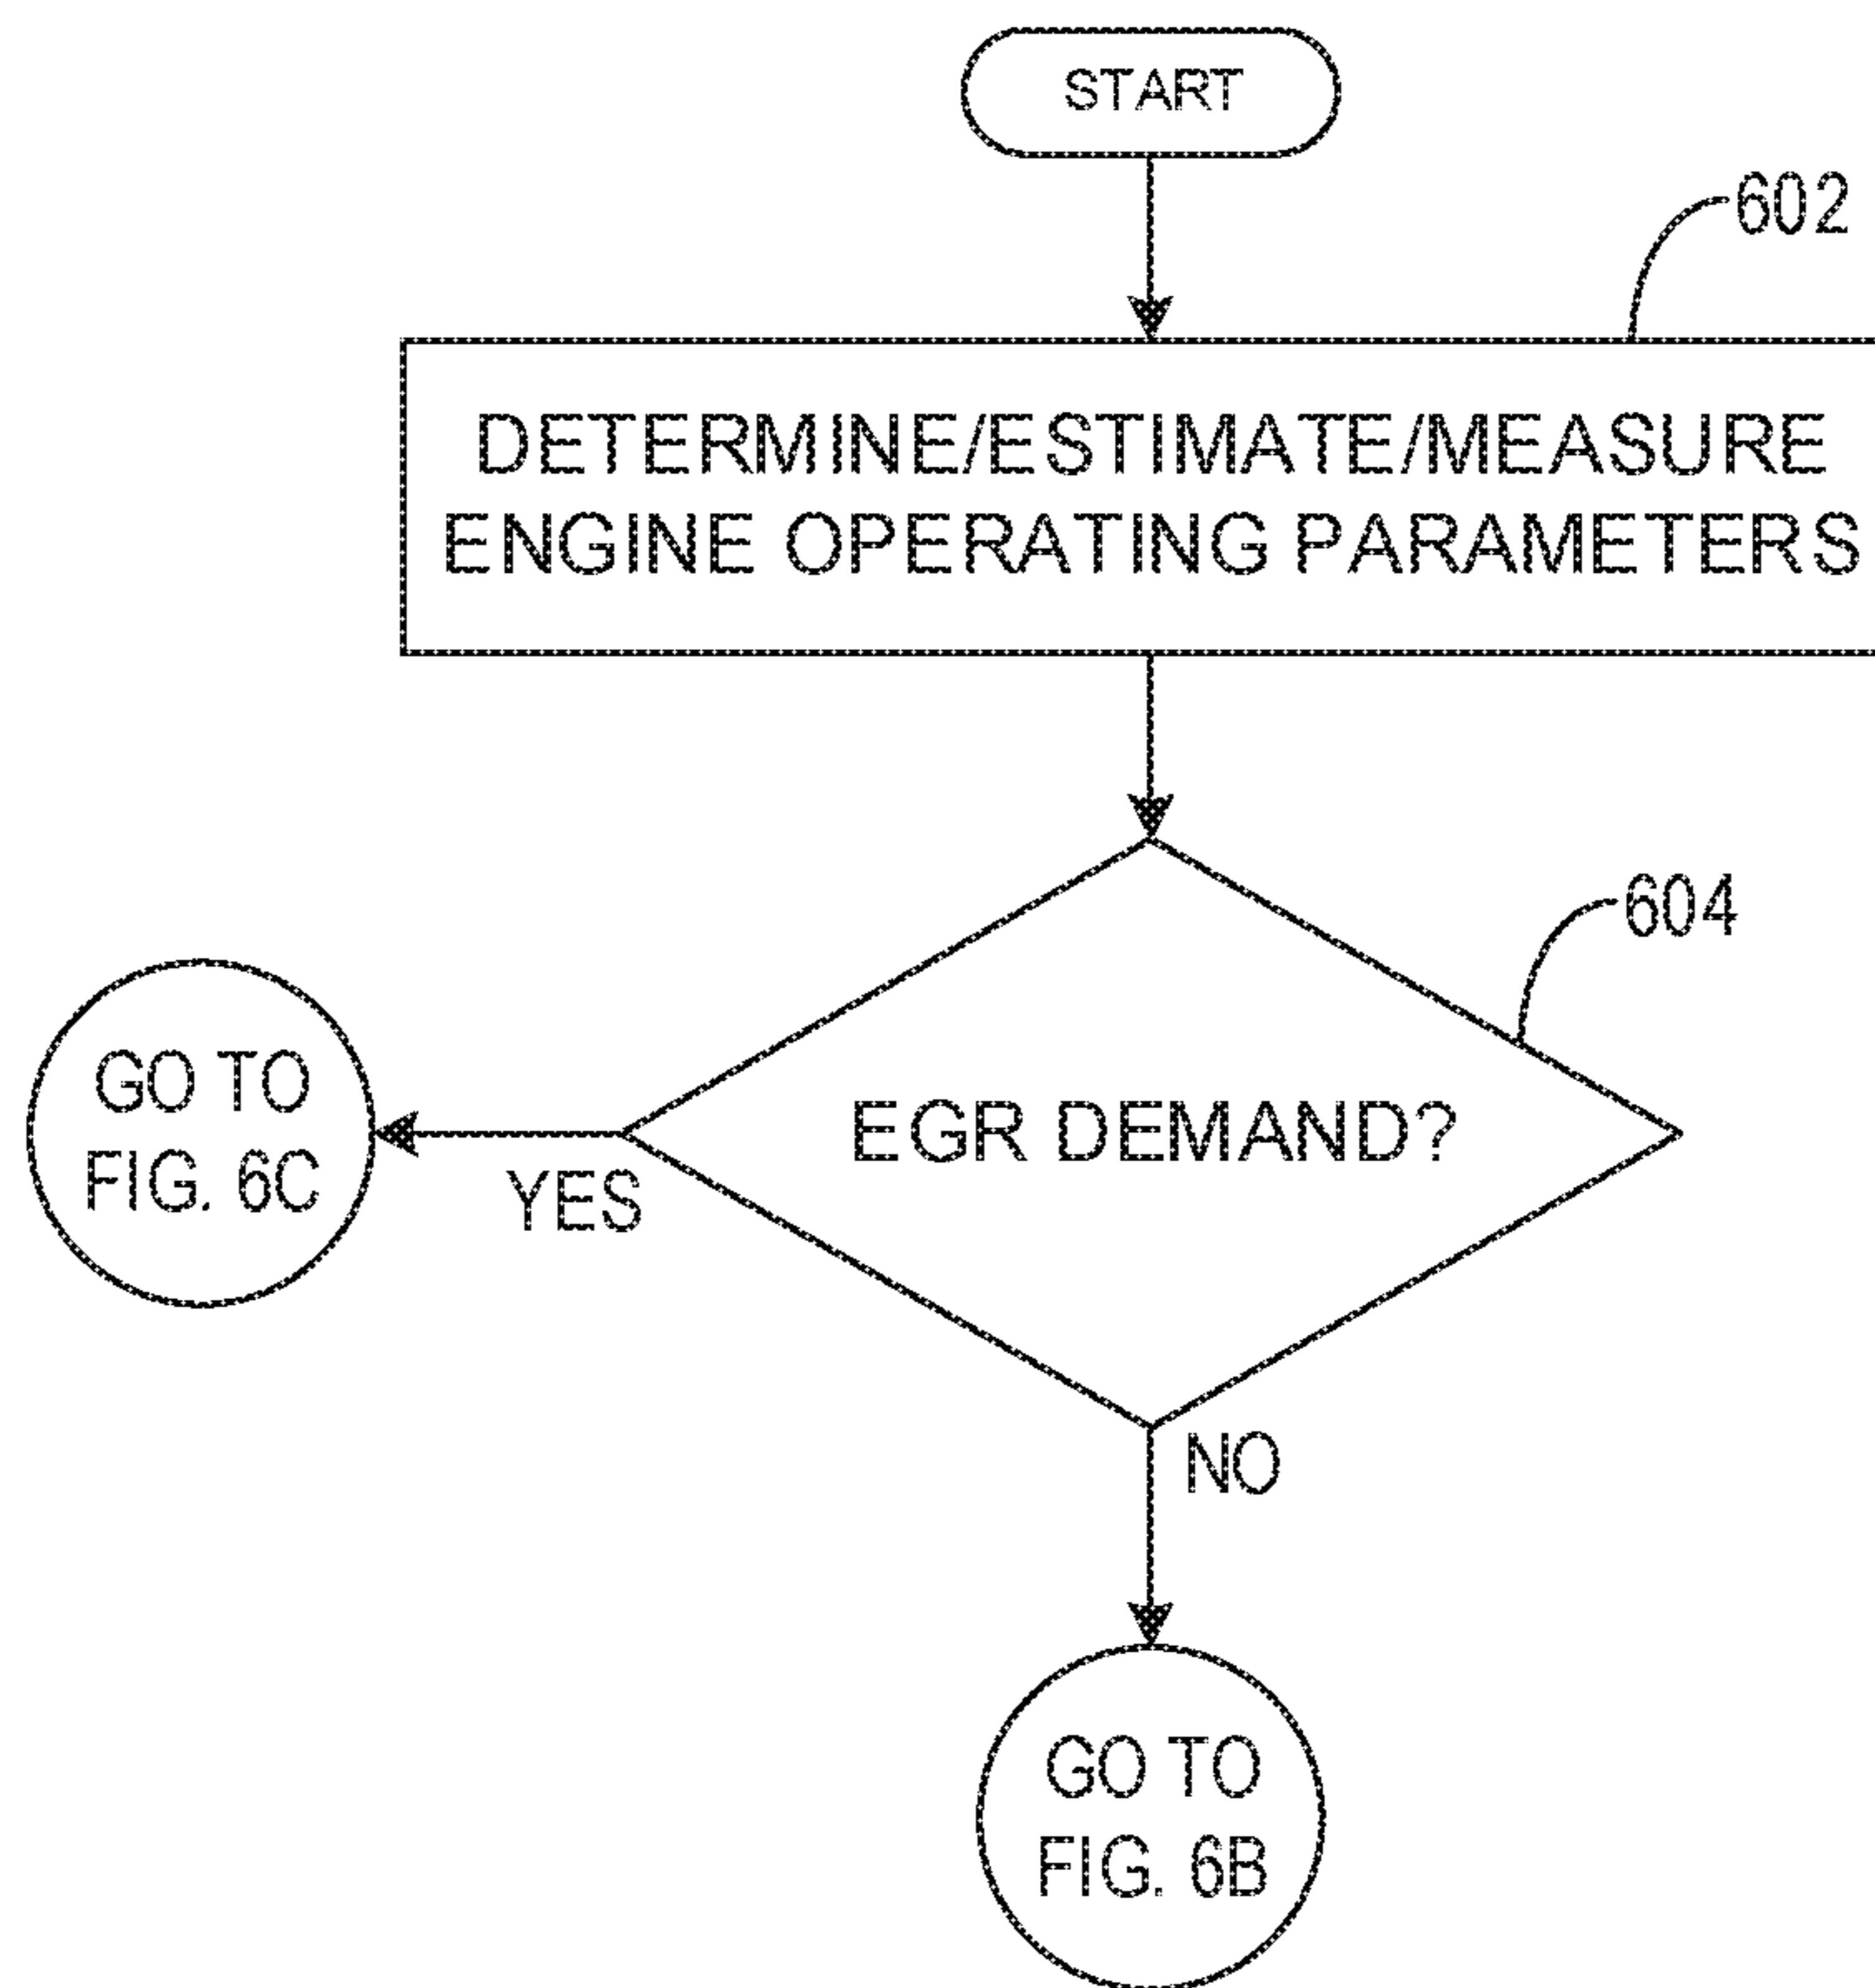 START
602
DETERMINE/ESTIMATE/MEASURE
ENGINE OPERATING PARAMETERS
604
EGR DEMAND?
GO TO
FIG. 6C
YES
NO
GO TO
FIG. 6B